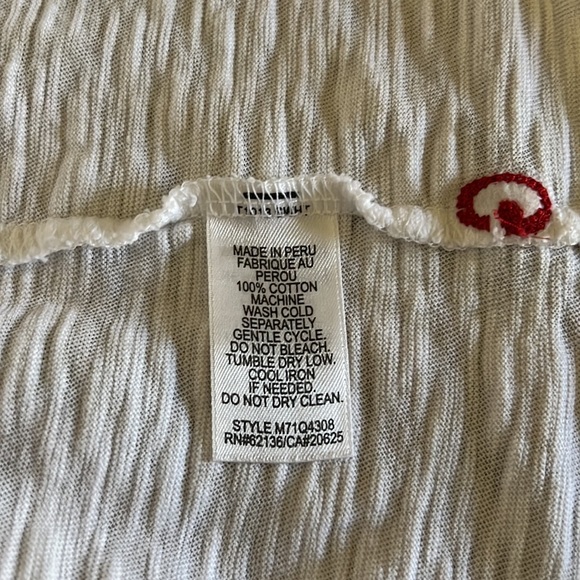 MADE IN PERU
FABRIQUE AU
PEROU
100% COTTON
MACHINE
WASH COLD
SEPARATELY
GENTLE CYCLE.
DO NOT BLEACH.
TUMBLE DRY LOW.
COOL IRON
IF NEEDED.
DO NOT DRY CLEAN.
STYLE M71Q4308
RN#62136/CA#20625